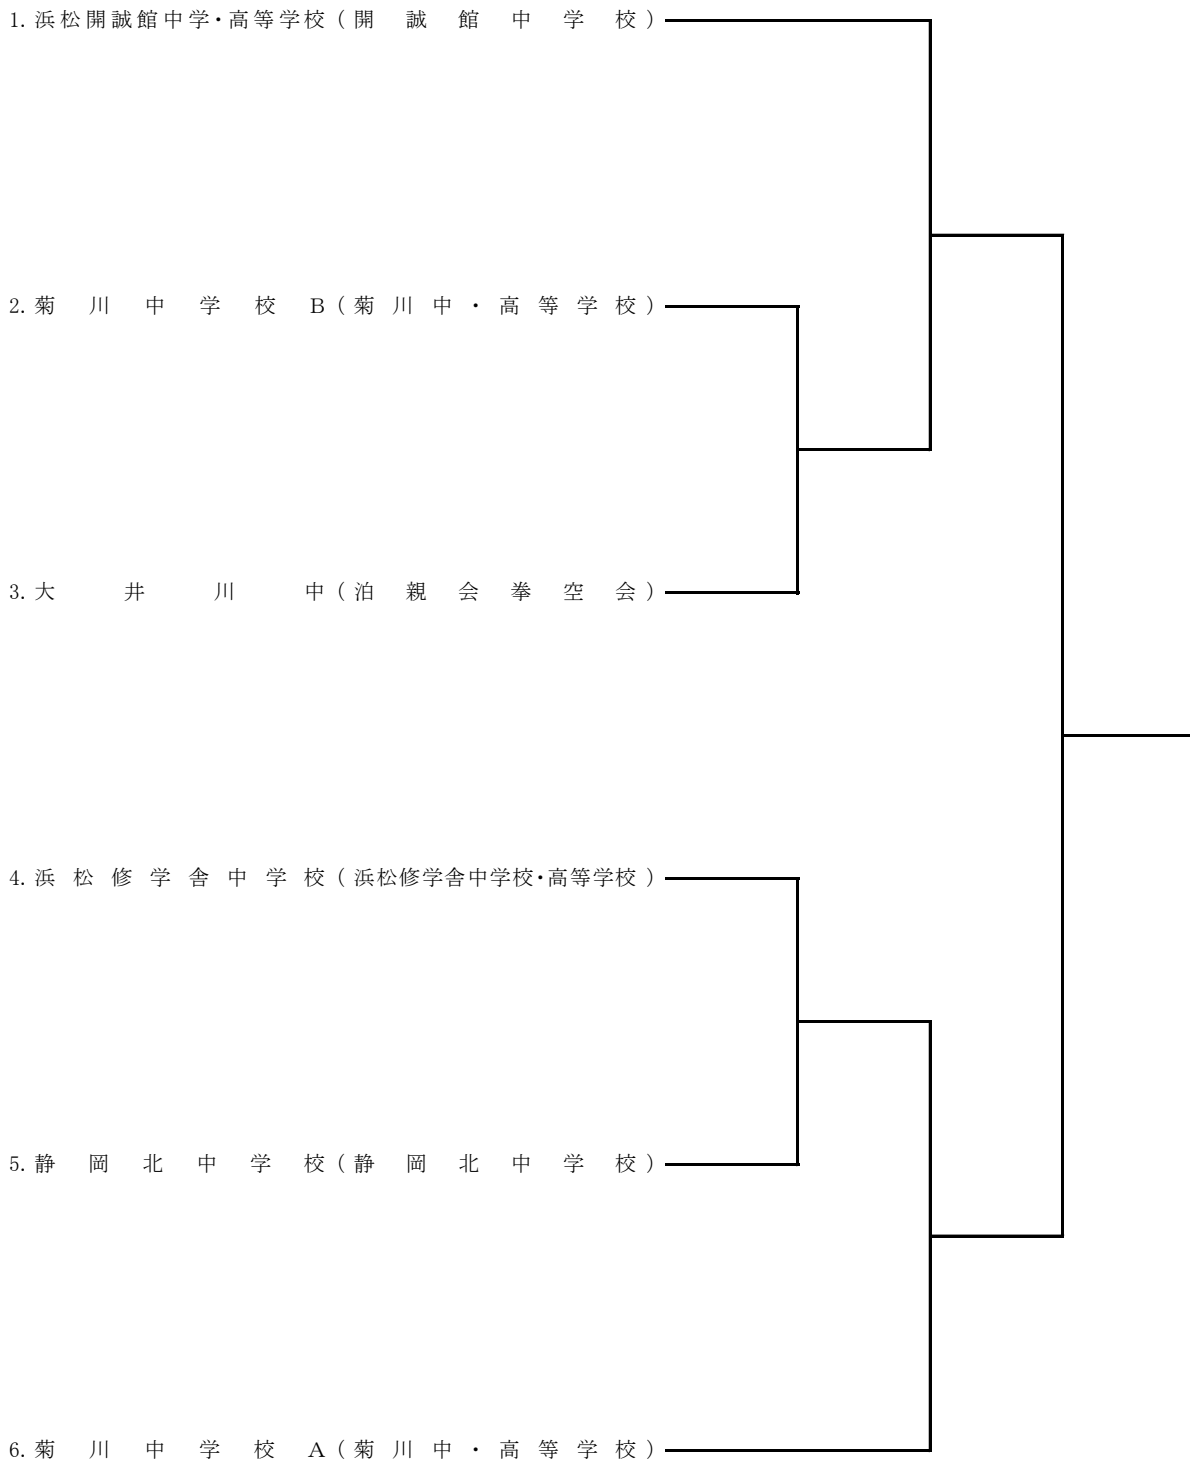 1. 浜松開誠館中学・高等学校 (開誠館中学校)
2. 菊川中学校B (菊川中・高等学校)
3. 大井川中 (泊親会拳空会)
4. 浜松修学舎中学校 (浜松修学舎中学校・高等学校)
5. 静岡北中学校 (静岡北中学校)
6. 菊川中学校A (菊川中・高等学校)